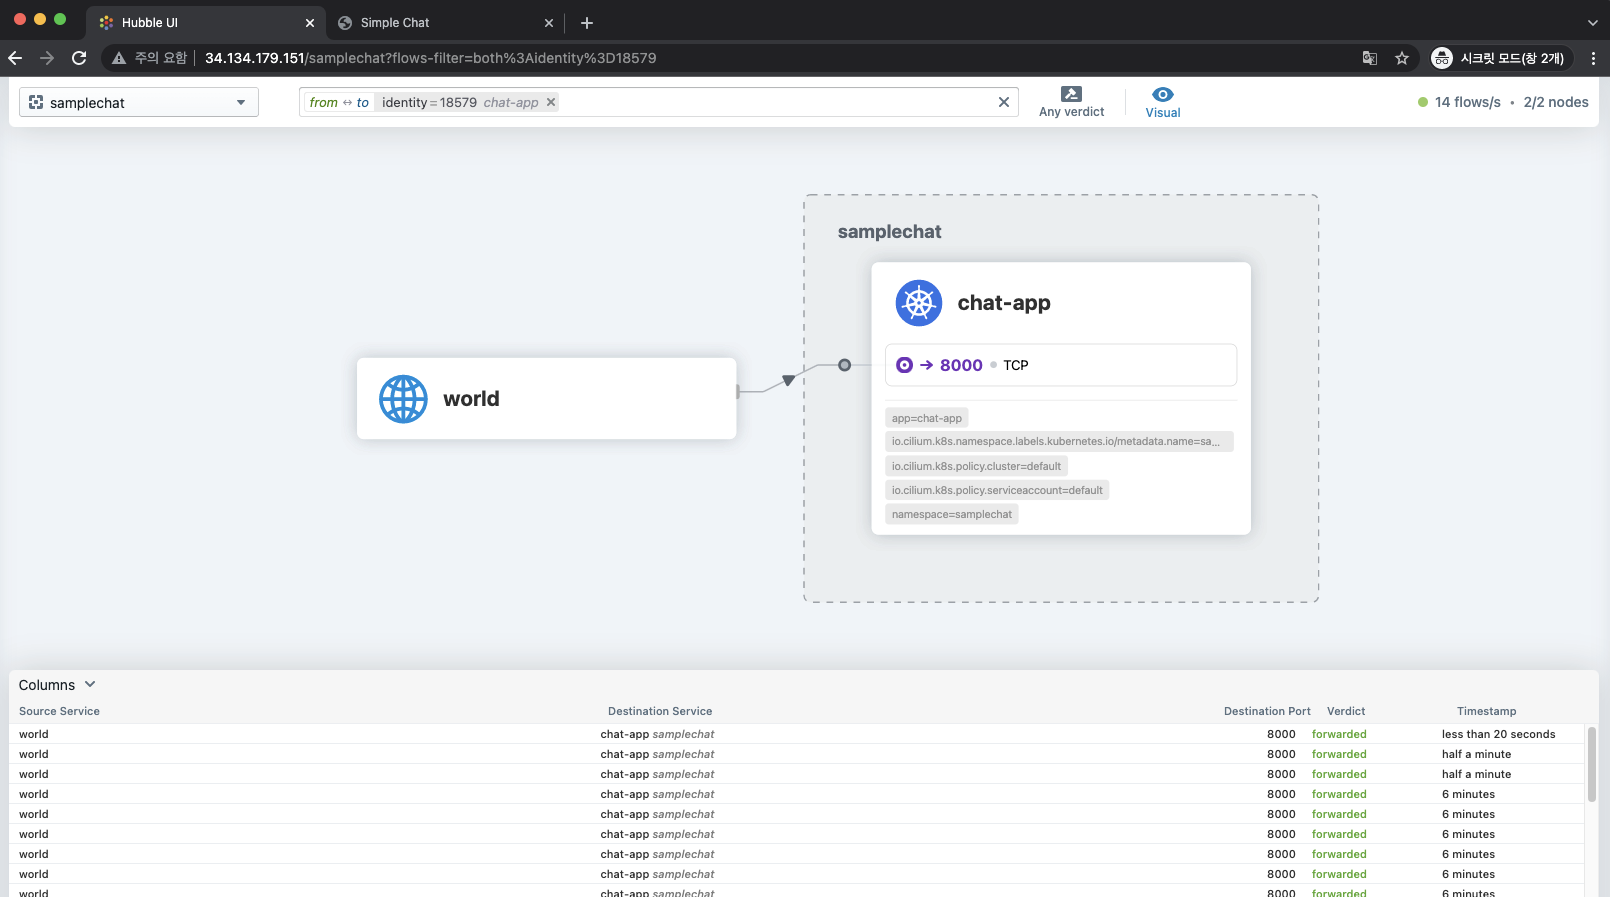 Hubble UI
Simple Chat
주의 요함
34.134.179.151/samplechat?flows-filter=both%3Aidentity%3D18579
시크릿 모드(창 2개)
samplechat
from ↔ to identity=18579 chat-app
Any verdict
Visual
14 flows/s • 2/2 nodes
samplechat
chat-app
8000 • TCP
world
app=chat-app
io.cilium.k8s.namespace.labels.kubernetes.io/metadata.name=sa...
io.cilium.k8s.policy.cluster=default
io.cilium.k8s.policy.serviceaccount=default
namespace=samplechat
Columns
Source Service Destination Service Destination Port Verdict Timestamp
world chat-app samplechat 8000 forwarded less than 20 seconds
world chat-app samplechat 8000 forwarded half a minute
world chat-app samplechat 8000 forwarded half a minute
world chat-app samplechat 8000 forwarded 6 minutes
world chat-app samplechat 8000 forwarded 6 minutes
world chat-app samplechat 8000 forwarded 6 minutes
world chat-app samplechat 8000 forwarded 6 minutes
world chat-app samplechat 8000 forwarded 6 minutes
world chat-app samplechat 8000 forwarded 6 minutes